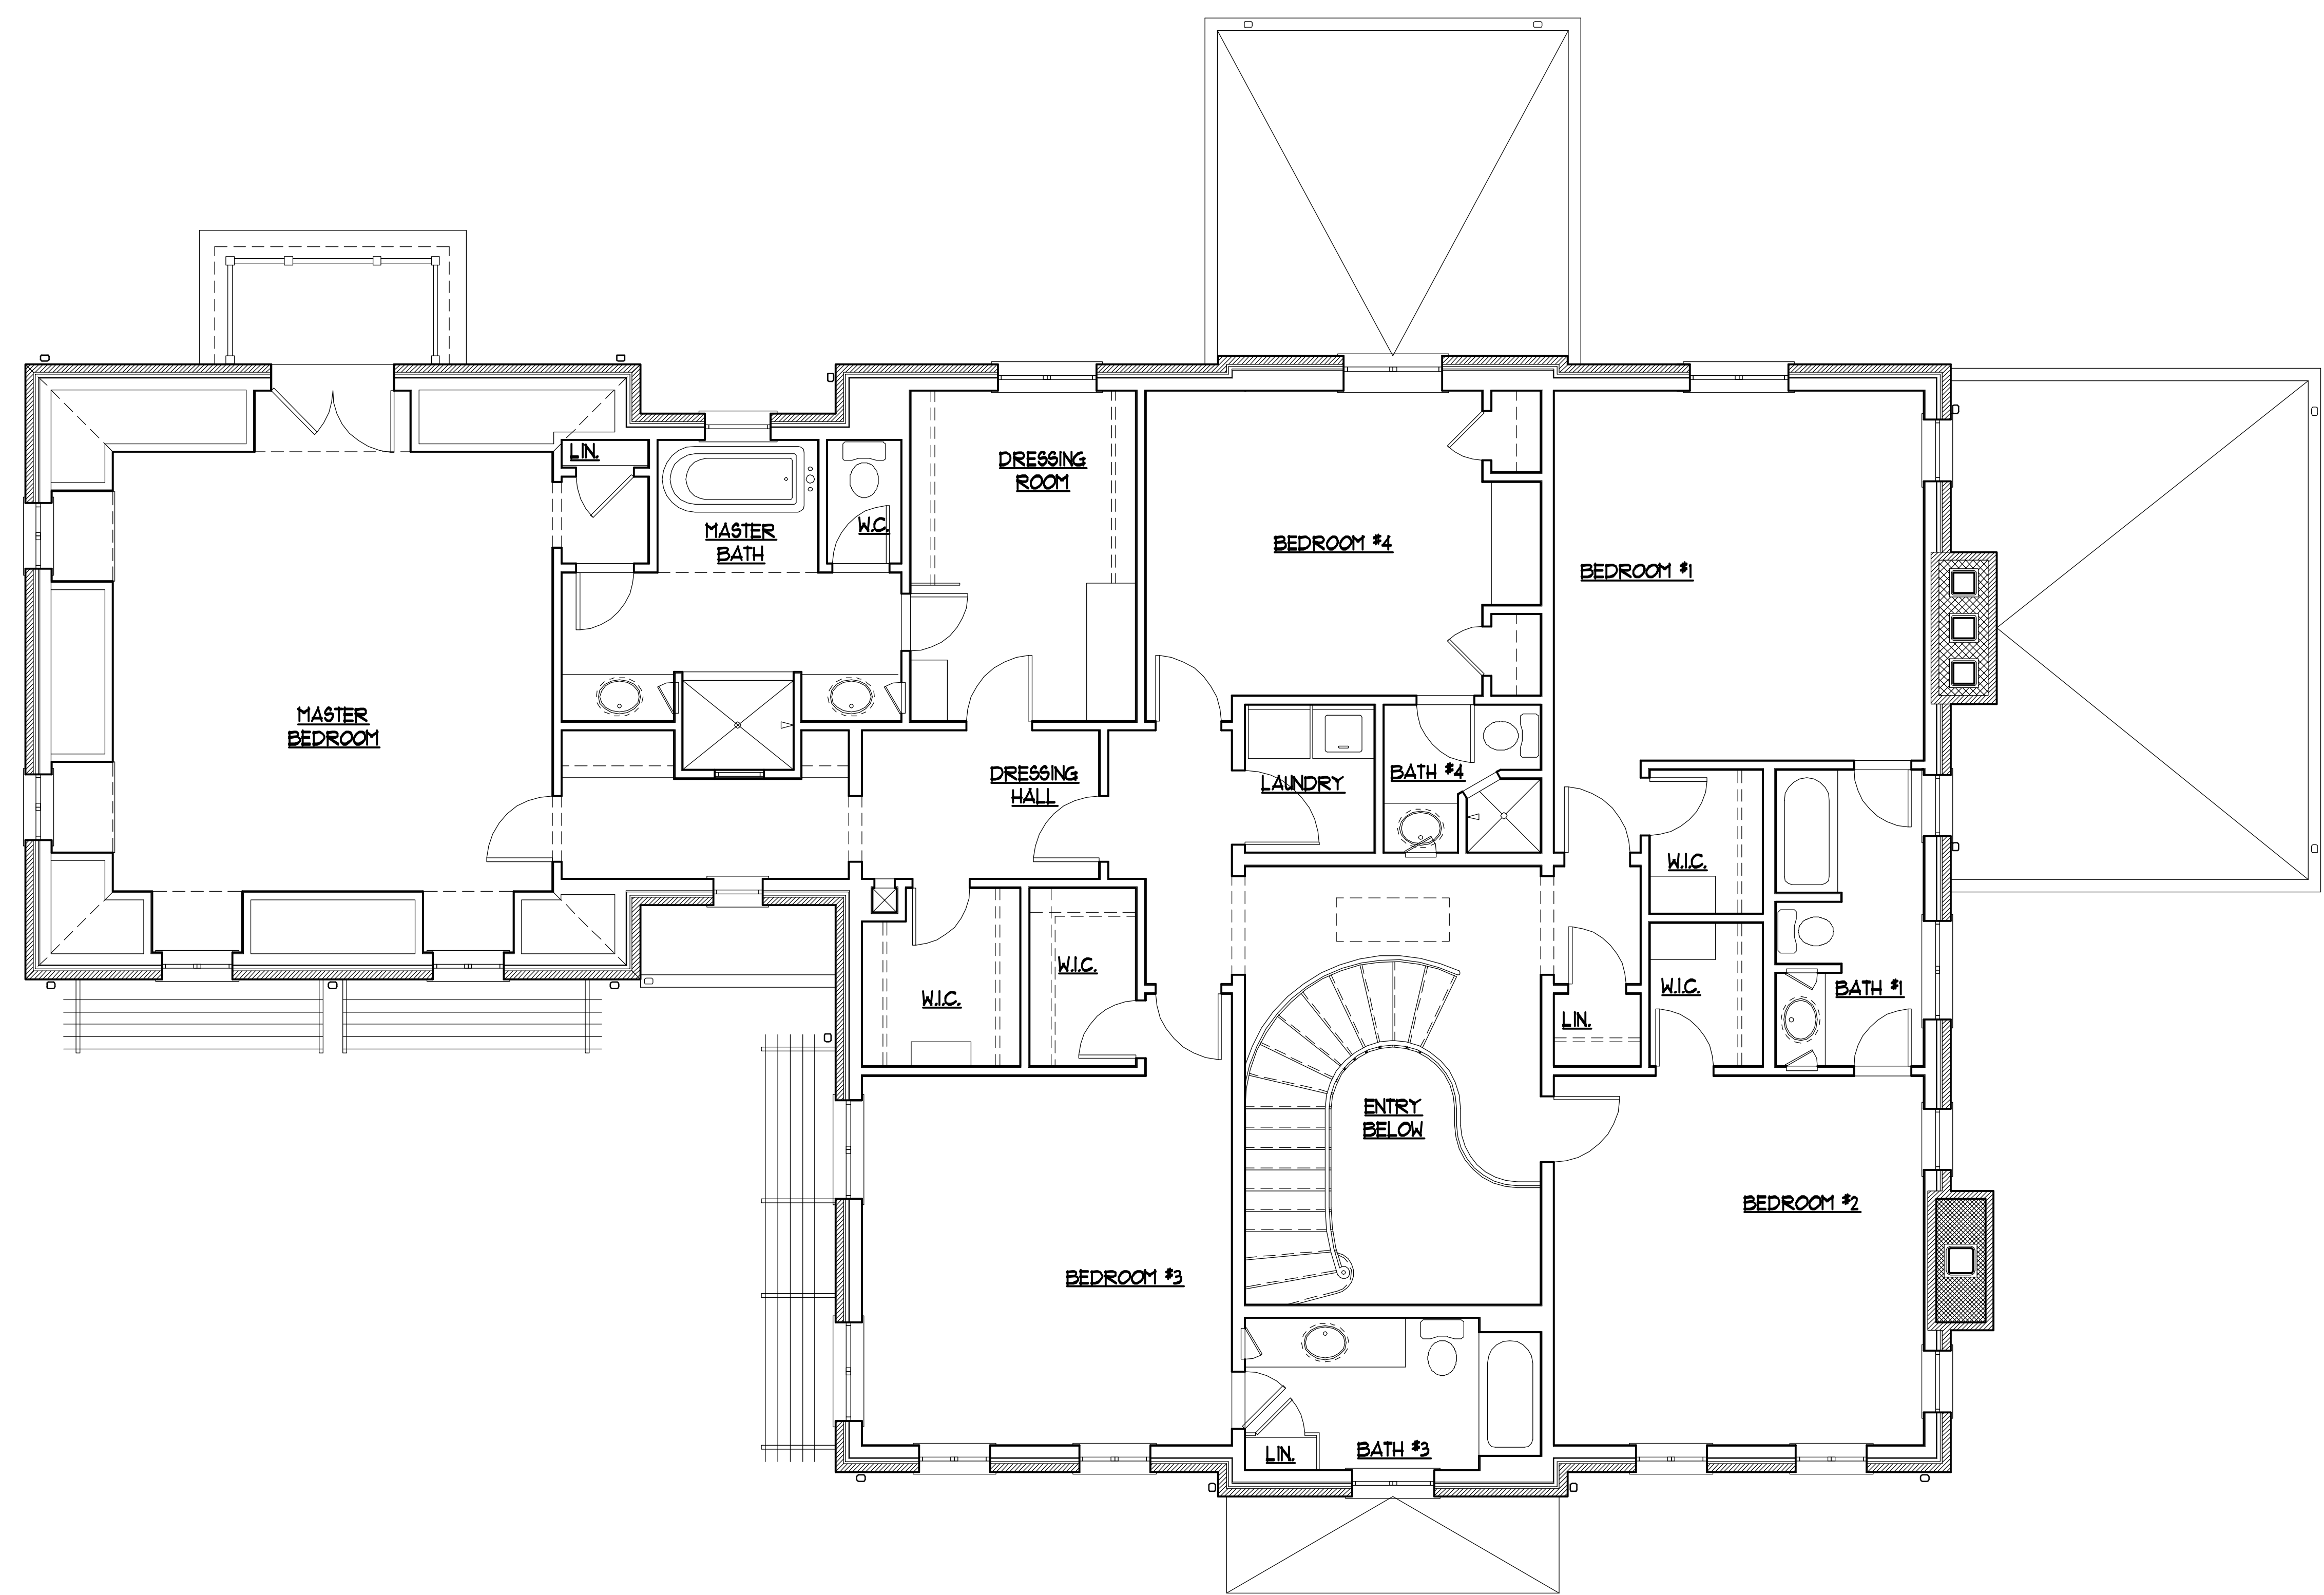 LIN.
MASTER
BATH
W.C.
DRESSING
ROOM
BEDROOM #4
BEDROOM #1
MASTER
BEDROOM
DRESSING
HALL
LAUNDRY
BATH #4
W.I.C.
W.I.C.
W.I.C.
W.I.C.
BATH #1
LIN.
ENTRY
BELOW
BEDROOM #2
BEDROOM #3
LIN.
BATH #3